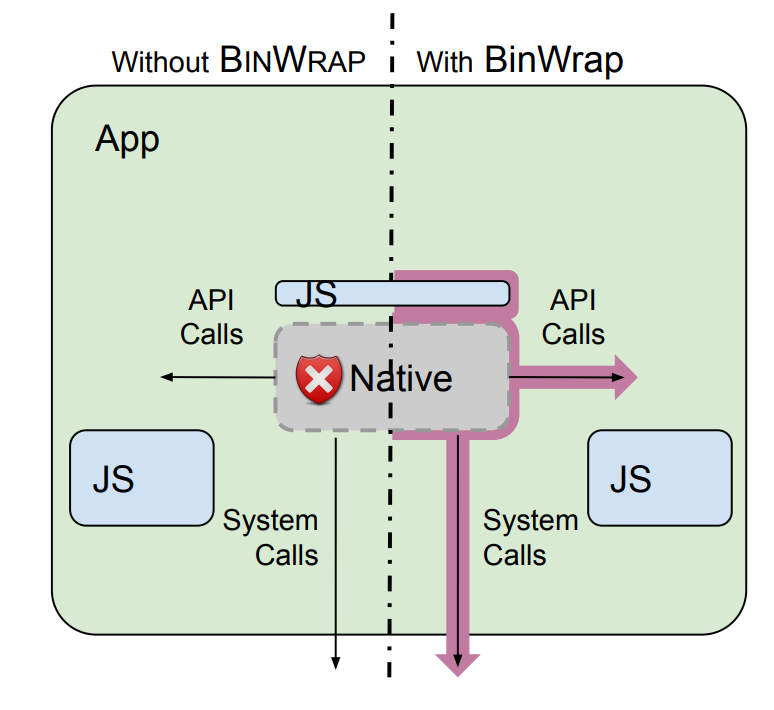 Without BINWRAP
With BinWrap
App
JS
API
Calls
API
Calls
Native
JS
JS
System
Calls
System
Calls